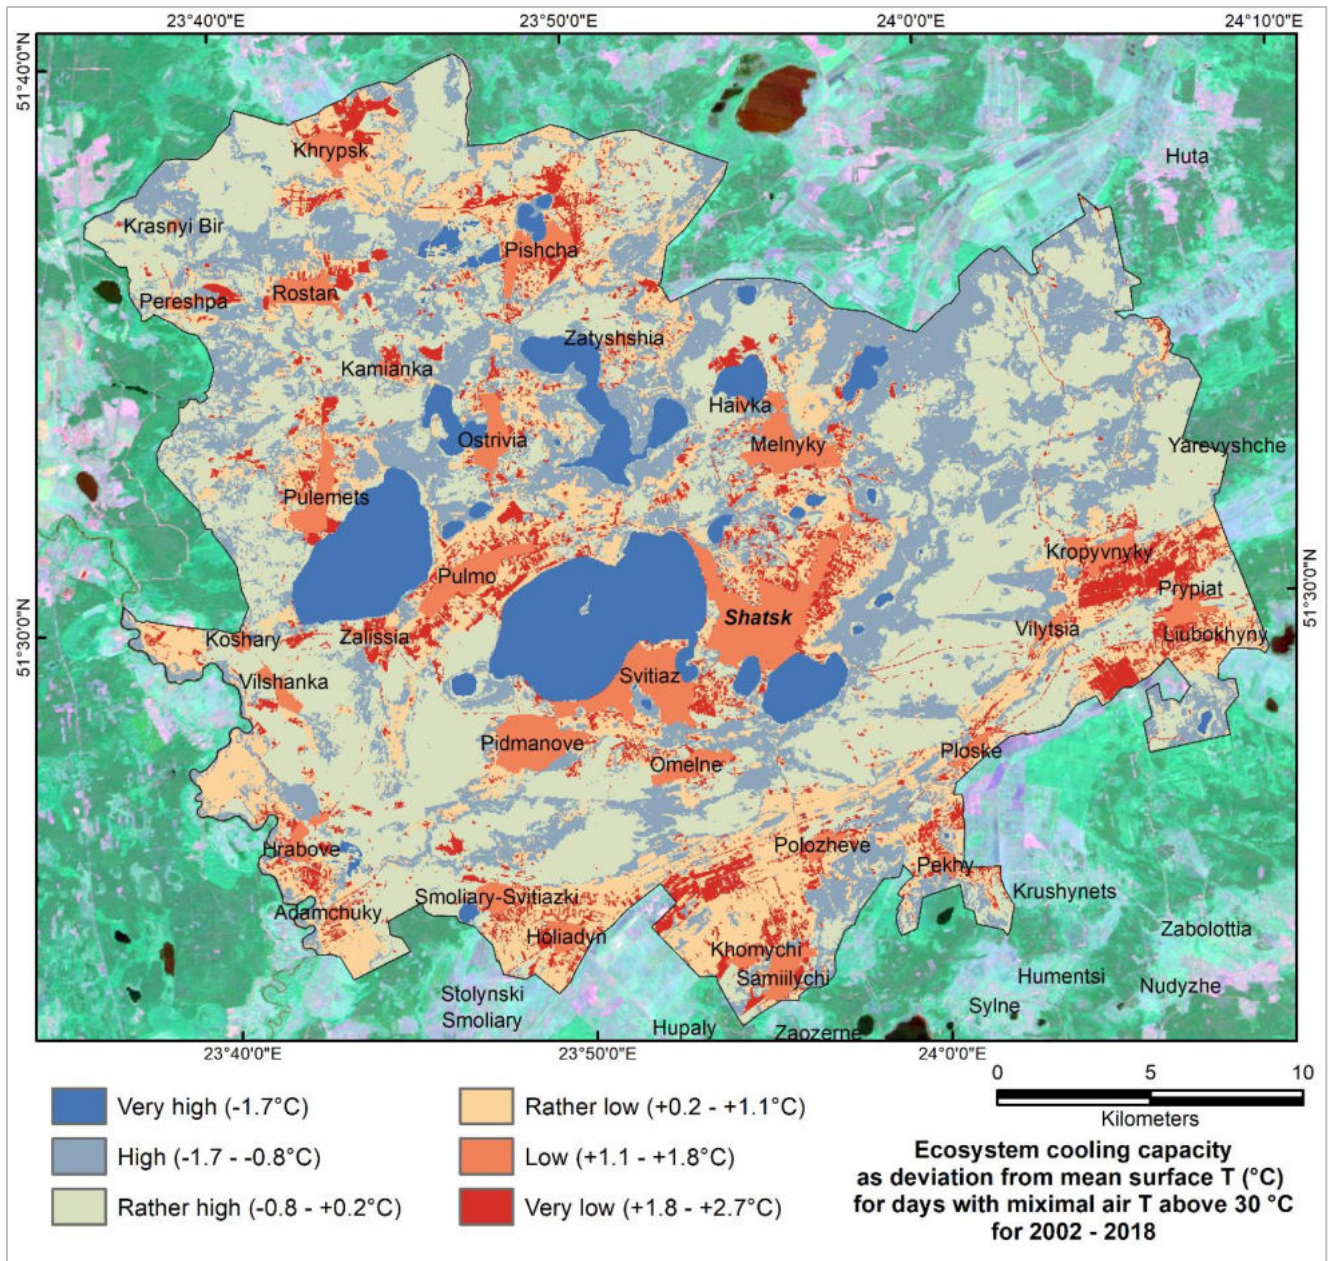 23°40'0"E 23°50'0"E 24°0'0"E 24°10'0"E
51°40'0"N
51°40'0"N
Huta
Khrypsk
Krasnyi Bir
Pishcha
Pereshpa
Rostan
Zatyshshia
Kamianka
Haivka
Ostrivia
Melnyky
Yarevyshche
Pulemets
Kropyvnyky
Pulmo
Prypiat
51°30'0"N
51°30'0"N
Shatsk
Koshary
Zalissia
Vilytsia
Liubokhyny
Vilshanka
Svitiaz
Pidmanove
Omelne
Ploske
Hrabove
Polozheve
Pekhy
Smoliary-Svitiazki
Krushynets
Adamchuky
Holiadyn
Zabolottia
Khomychi
Samiilychi
Humentsi
Nudyzhe
Stolynski
Smoliary
Sylne
Hupaly
Zaozerne
23°40'0"E 23°50'0"E 24°0'0"E
Very high (-1.7°C)
High (-1.7 - -0.8°C)
Rather high (-0.8 - +0.2°C)
Rather low (+0.2 - +1.1°C)
Low (+1.1 - +1.8°C)
Very low (+1.8 - +2.7°C)
0 5 10
Kilometers
Ecosystem cooling capacity
as deviation from mean surface T (°C)
for days with miximal air T above 30 °C
for 2002 - 2018